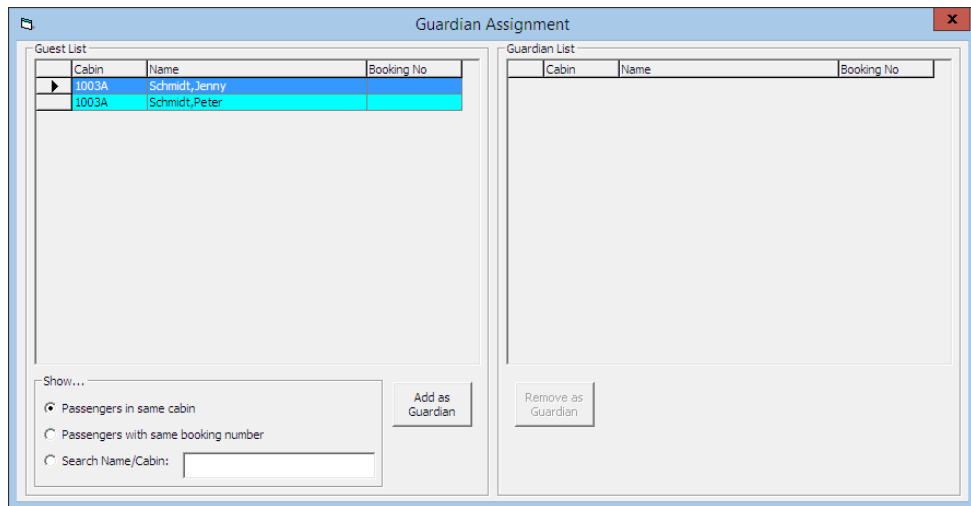 Guardian Assignment
x
Guest List
Cabin Name Booking No
1003A Schmidt,Jenny
1003A Schmidt,Peter
Show...
Passengers in same cabin
Passengers with same booking number
Search Name/Cabin:
Add as
Guardian
Guardian List
Cabin Name Booking No
Remove as
Guardian